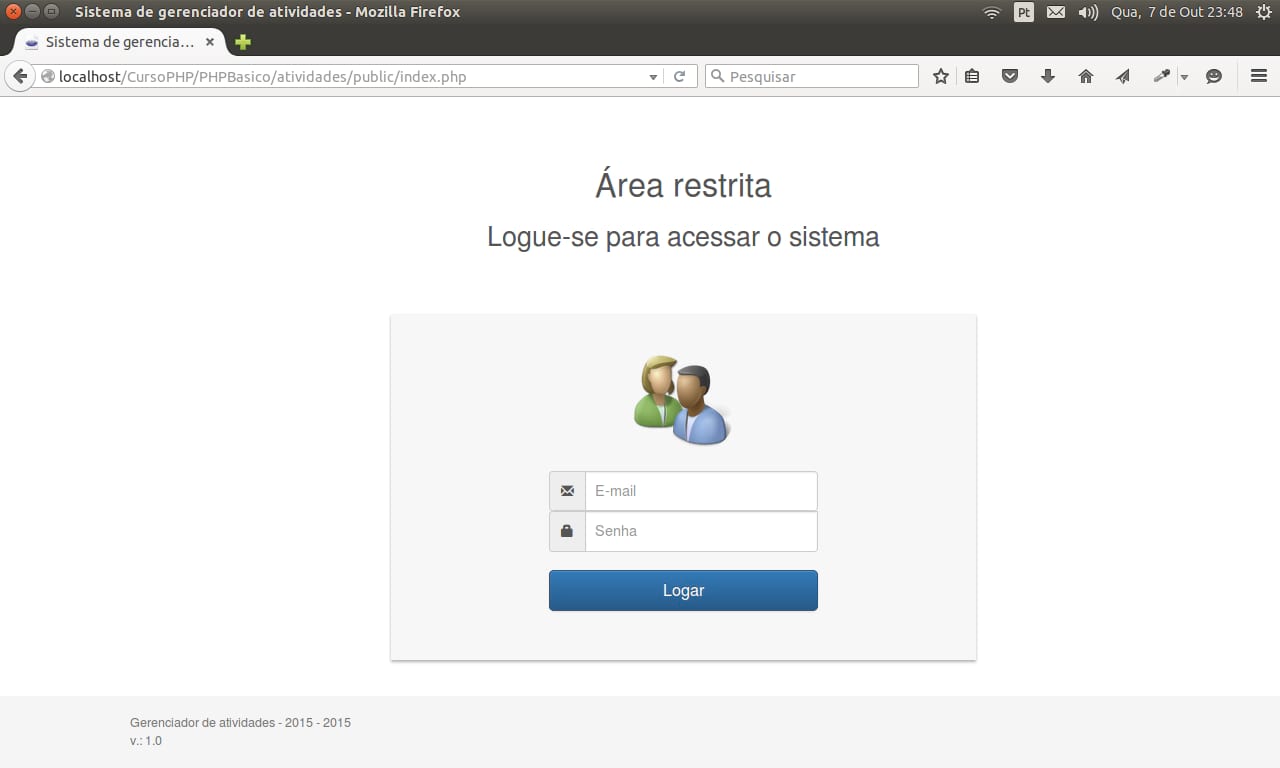 Sistema de gerenciador de atividades - Mozilla Firefox
Pt
Qua, 7 de Out 23:48
Sistema de gerencia...
localhost/CursoPHP/PHPBasico/atividades/public/index.php
Pesquisar
Área restrita
Logue-se para acessar o sistema
E-mail
Senha
Logar
Gerenciador de atividades - 2015 - 2015
v.: 1.0